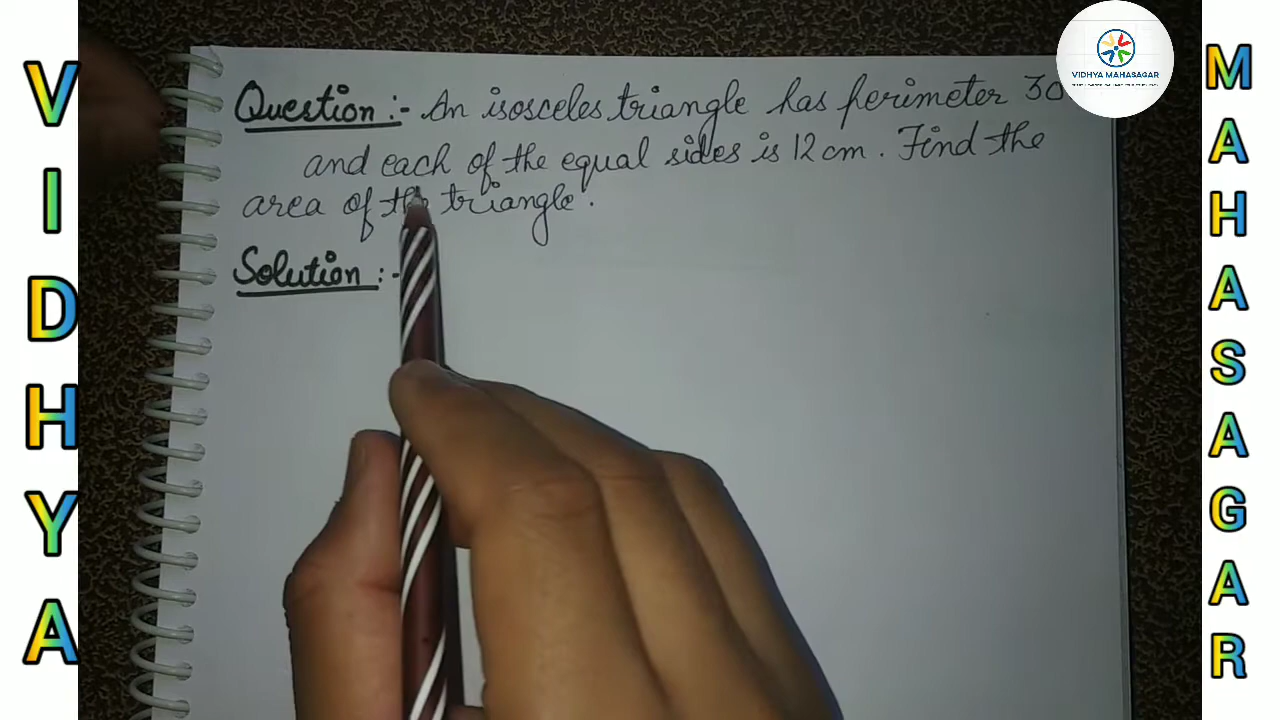 VIDHYA
Question :- An isosceles triangle has perimeter 30
and each of the equal sides is 12 cm. Find the
area of the triangle.
Solution :-
VIDHYA MAHASAGAR
MAHASAGAR